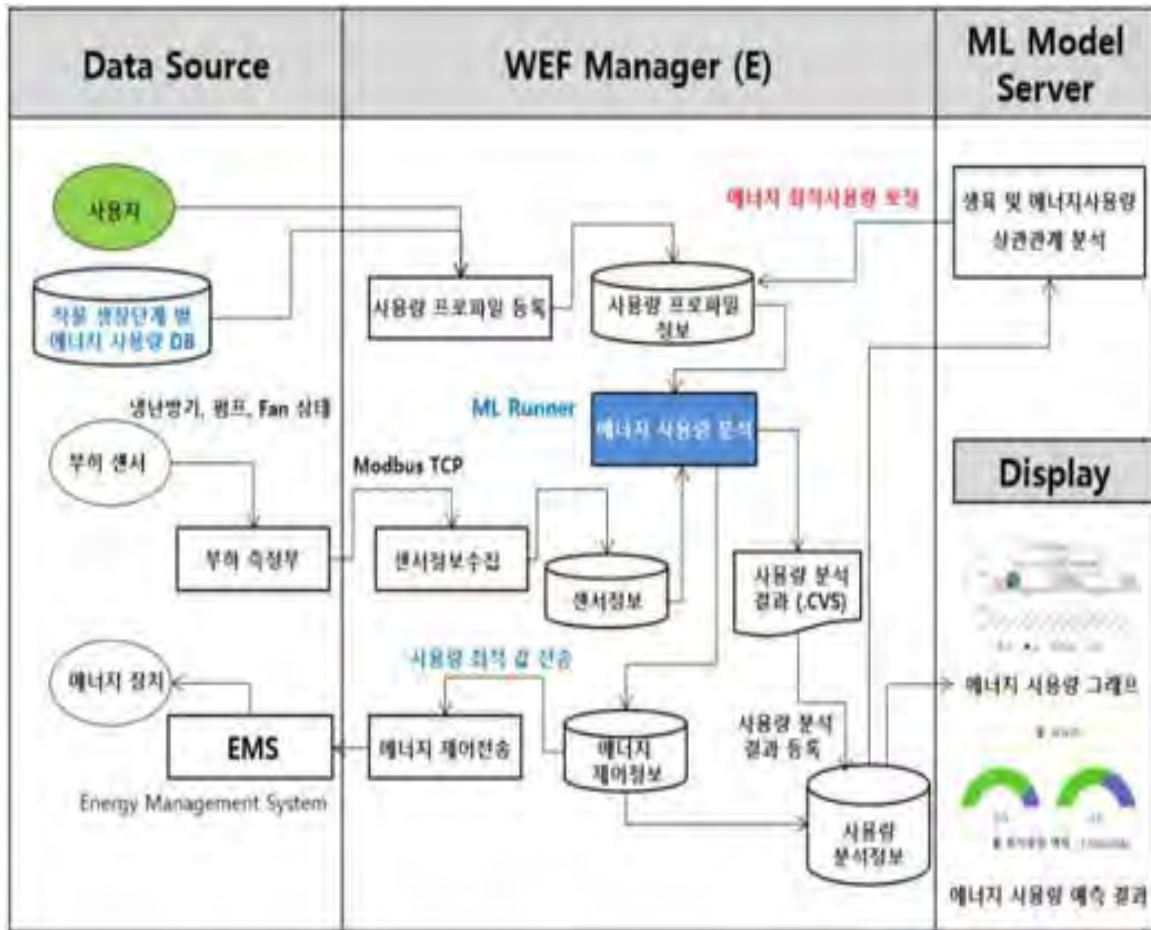 Data Source
WEF Manager (E)
ML Model
Server
사용자
에너지 최적사용량 보정
생육 및 에너지사용량
상관관계 분석
작물 생장단계 별
에너지 사용량 DB
사용량 프로파일 등록
사용량 프로파일
정보
냉난방기, 펌프, Fan 상태
ML Runner
에너지 사용량 분석
부하 센서
Modbus TCP
Display
부하 측정부
센서정보수집
센서정보
사용량 분석
결과 (.CVS)
사용량 최적 값 전송
에너지 장치
에너지 사용량 그래프
EMS
에너지 제어전송
에너지
제어정보
사용량 분석
결과 등록
Energy Management System
사용량
분석정보
에너지 사용량 예측 결과